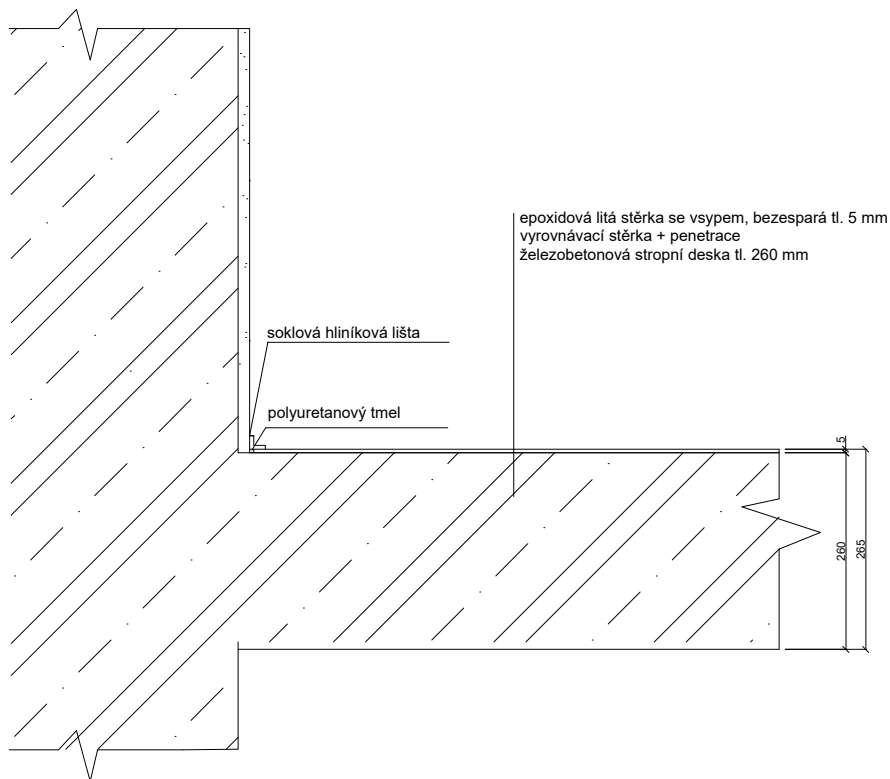 epoxidová litá stěrka se vsypem, bezespará tl. 5 mm
vyrovnávací stěrka + penetrace
železobetonová stropní deska tl. 260 mm
soklová hliníková lišta
polyuretanový tmel
5
260
265